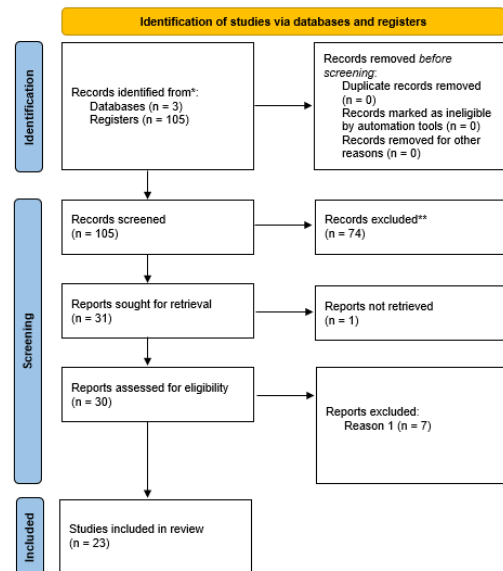 Identification of studies via databases and registers
Identification
Records identified from*:
Databases (n = 3)
Registers (n = 105)
Records removed before
screening:
Duplicate records removed
(n = 0)
Records marked as ineligible
by automation tools (n = 0)
Records removed for other
reasons (n = 0)
Screening
Records screened
(n = 105)
Records excluded**
(n = 74)
Reports sought for retrieval
(n = 31)
Reports not retrieved
(n = 1)
Reports assessed for eligibility
(n = 30)
Reports excluded:
Reason 1 (n = 7)
Included
Studies included in review
(n = 23)